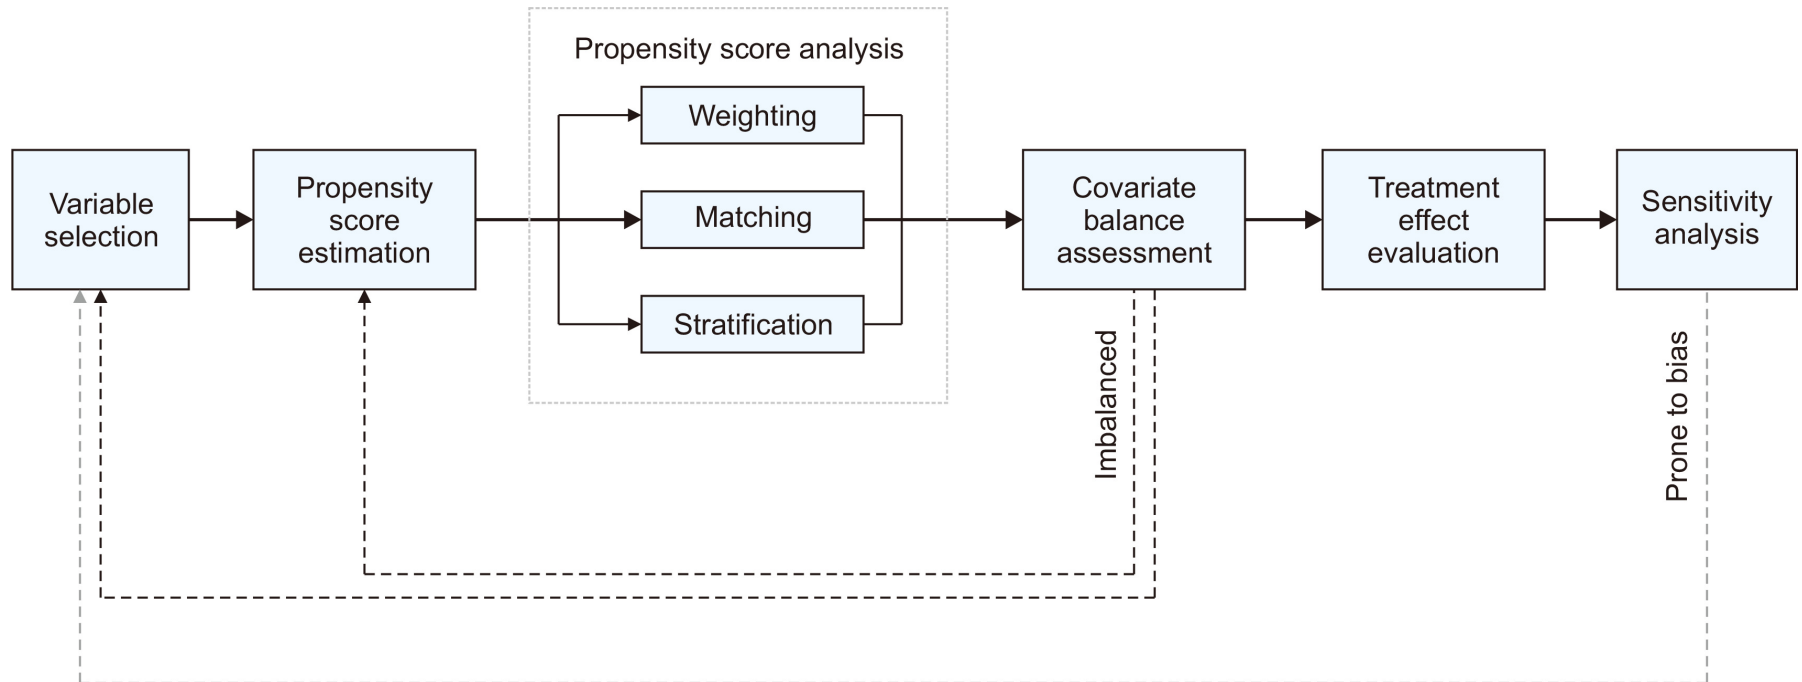 Propensity score analysis
Variable
selection
Propensity
score
estimation
Weighting
Matching
Stratification
Covariate
balance
assessment
Treatment
effect
evaluation
Sensitivity
analysis
Imbalanced
Prone to bias